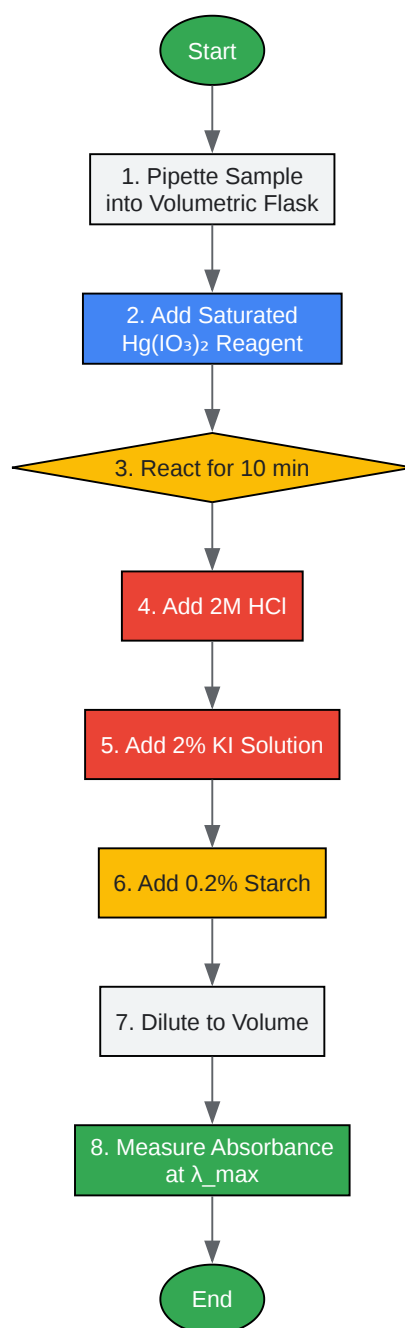 Start
1. Pipette Sample
into Volumetric Flask
2. Add Saturated
Hg(IO₃)₂ Reagent
3. React for 10 min
4. Add 2M HCl
5. Add 2% KI Solution
6. Add 0.2% Starch
7. Dilute to Volume
8. Measure Absorbance
at λ_max
End